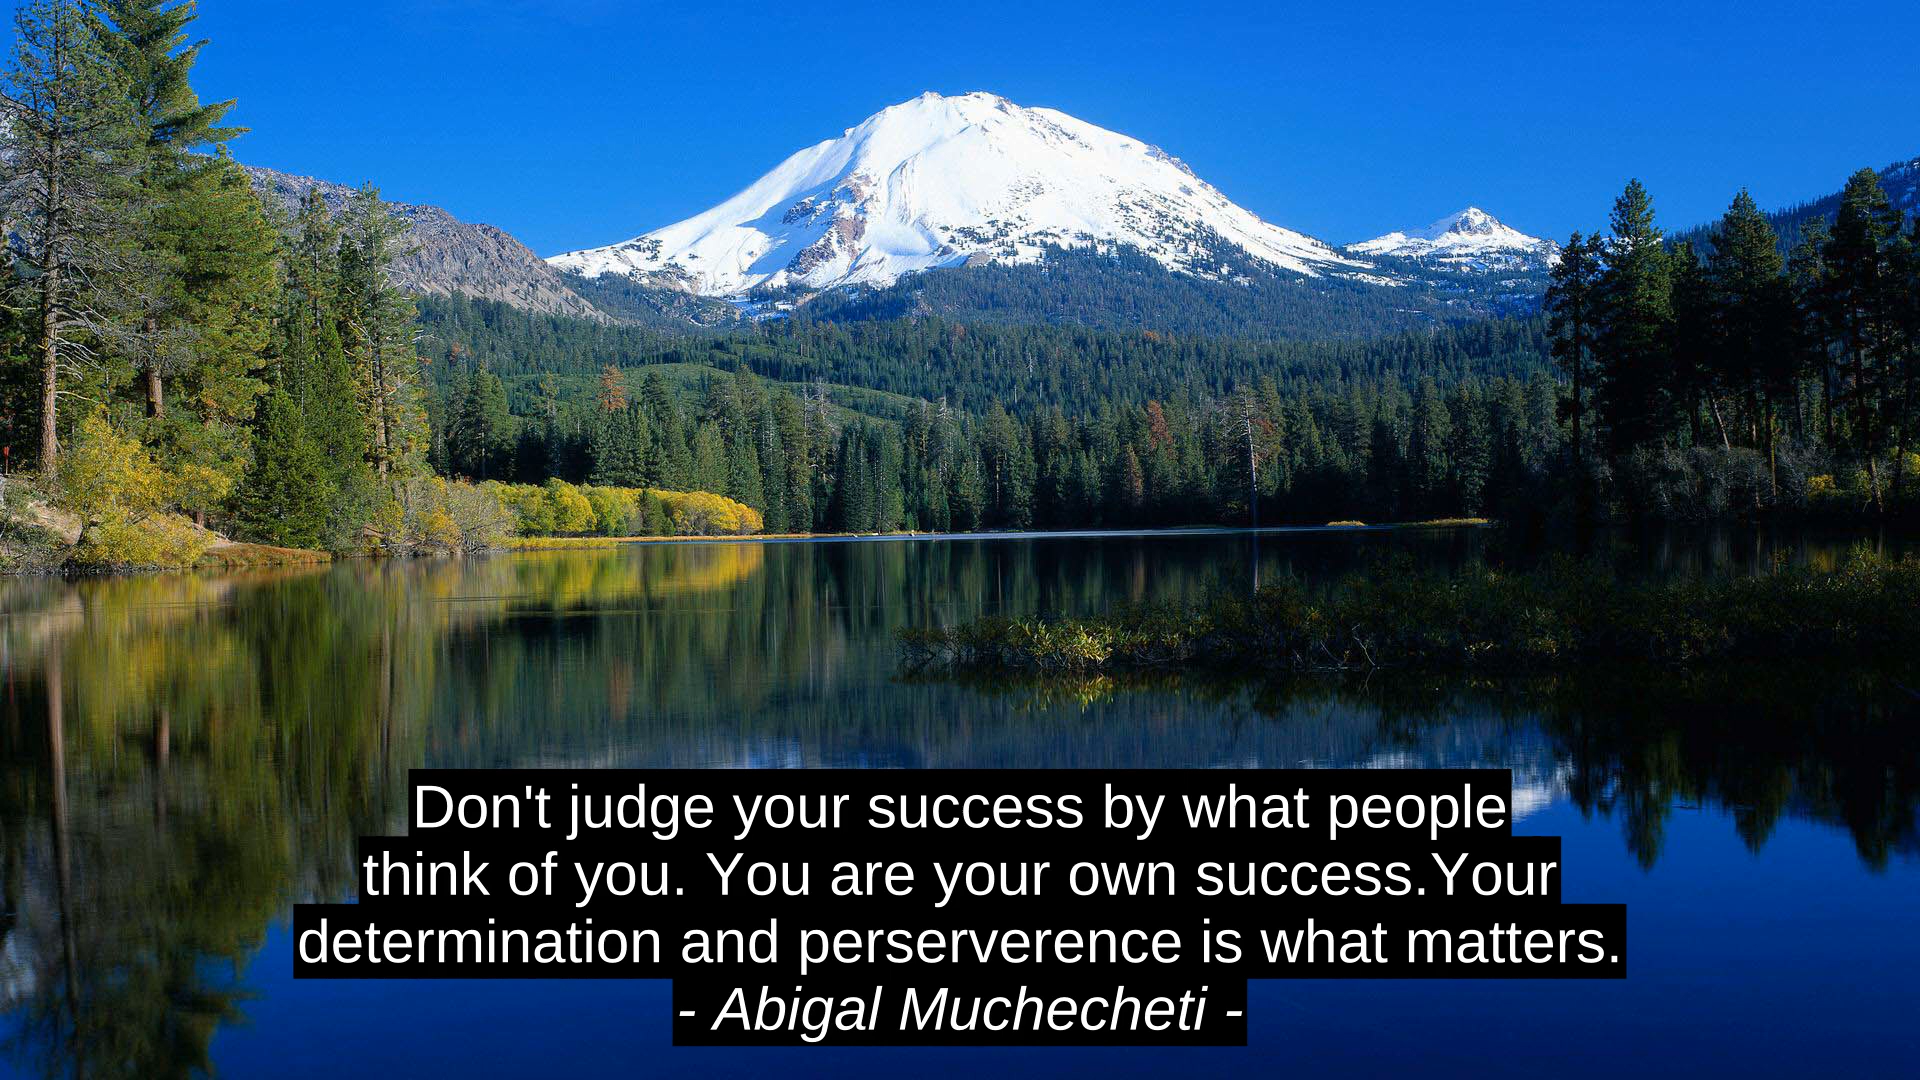 Don't judge your success by what people
think of you. You are your own success.Your
determination and perserverence is what matters.
- Abigal Muchecheti -